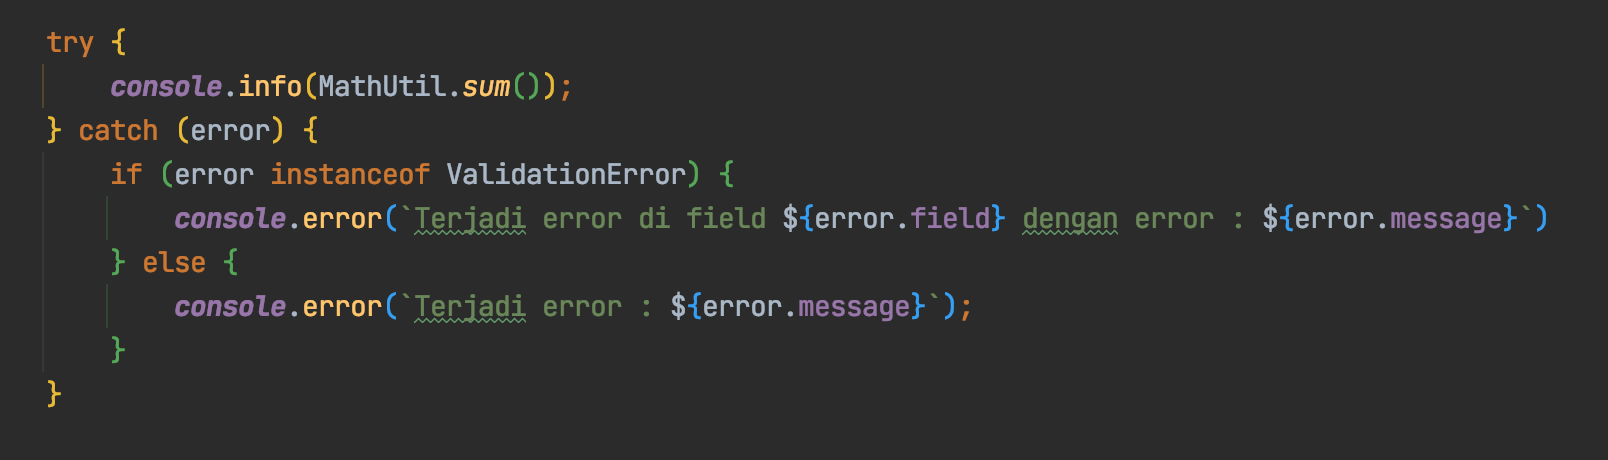 try {
    console.info(MathUtil.sum());
} catch (error) {
    if (error instanceof ValidationError) {
        console.error(`Terjadi error di field ${error.field} dengan error : ${error.message}`)
    } else {
        console.error(`Terjadi error : ${error.message}`);
    }
}